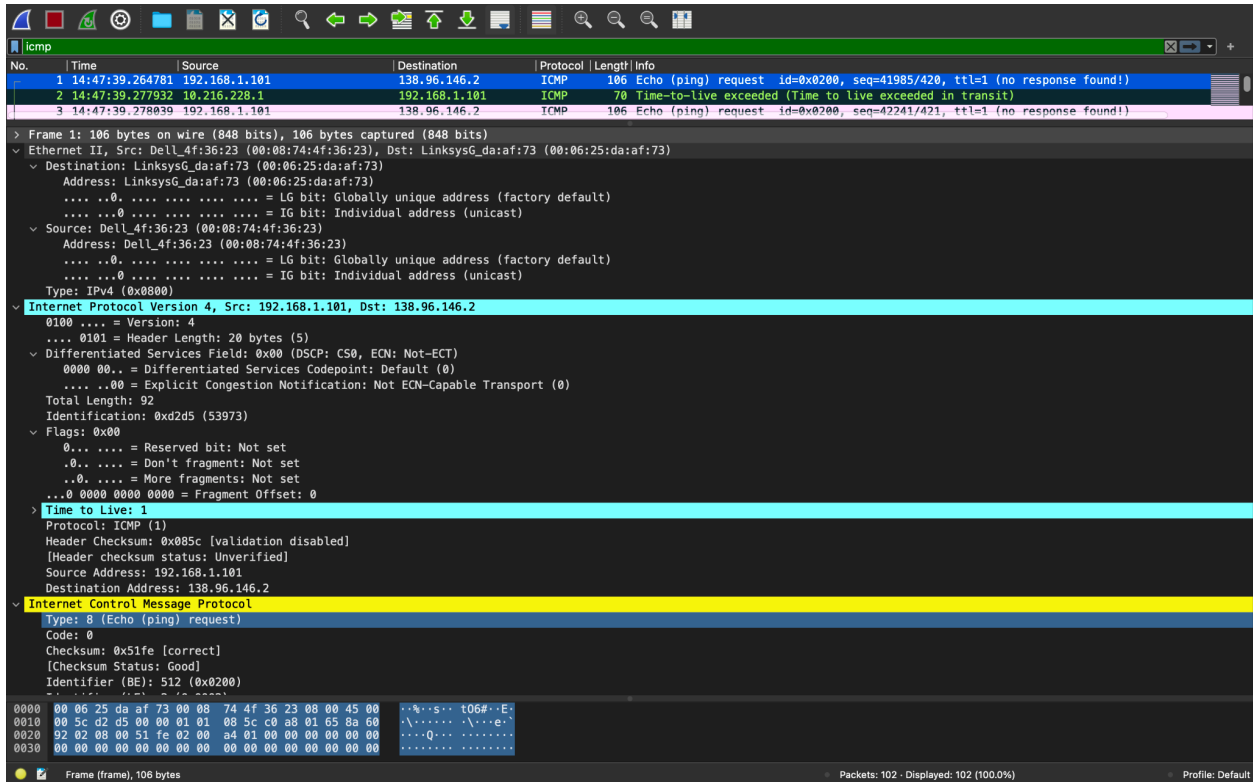 icmp
No. Time Source Destination Protocol Length Info
1 14:47:39.264781 192.168.1.101 138.96.146.2 ICMP 106 Echo (ping) request id=0x0200, seq=41985/420, ttl=1 (no response found!)
2 14:47:39.277932 10.216.228.1 192.168.1.101 ICMP 70 Time-to-live exceeded (Time to live exceeded in transit)
3 14:47:39.278039 192.168.1.101 138.96.146.2 ICMP 106 Echo (ping) request id=0x0200, seq=42241/421, ttl=1 (no response found!)
Frame 1: 106 bytes on wire (848 bits), 106 bytes captured (848 bits)
Ethernet II, Src: Dell_4f:36:23 (00:08:74:4f:36:23), Dst: LinksysG_da:af:73 (00:06:25:da:af:73)
Destination: LinksysG_da:af:73 (00:06:25:da:af:73)
Address: LinksysG_da:af:73 (00:06:25:da:af:73)
.... ..0. .... .... .... .... = LG bit: Globally unique address (factory default)
.... ...0 .... .... .... .... = IG bit: Individual address (unicast)
Source: Dell_4f:36:23 (00:08:74:4f:36:23)
Address: Dell_4f:36:23 (00:08:74:4f:36:23)
.... ..0. .... .... .... .... = LG bit: Globally unique address (factory default)
.... ...0 .... .... .... .... = IG bit: Individual address (unicast)
Type: IPv4 (0x0800)
Internet Protocol Version 4, Src: 192.168.1.101, Dst: 138.96.146.2
0100 .... = Version: 4
.... 0101 = Header Length: 20 bytes (5)
Differentiated Services Field: 0x00 (DSCP: CS0, ECN: Not-ECT)
0000 00.. = Differentiated Services Codepoint: Default (0)
.... ..00 = Explicit Congestion Notification: Not ECN-Capable Transport (0)
Total Length: 92
Identification: 0xd2d5 (53973)
Flags: 0x00
0... .... = Reserved bit: Not set
.0.. .... = Don't fragment: Not set
..0. .... = More fragments: Not set
...0 0000 0000 0000 = Fragment Offset: 0
Time to Live: 1
Protocol: ICMP (1)
Header Checksum: 0x085c [validation disabled]
[Header checksum status: Unverified]
Source Address: 192.168.1.101
Destination Address: 138.96.146.2
Internet Control Message Protocol
Type: 8 (Echo (ping) request)
Code: 0
Checksum: 0x51fe [correct]
[Checksum Status: Good]
Identifier (BE): 512 (0x0200)
0000 00 06 25 da af 73 00 08 74 4f 36 23 08 00 45 00 ··%··s·· tO6#··E·
0010 00 5c d2 d5 00 00 01 01 08 5c c0 a8 01 65 8a 60 ·\······ ·\···e·`
0020 92 02 08 00 51 fe 02 00 a4 01 00 00 00 00 00 00 ····Q··· ········
0030 00 00 00 00 00 00 00 00 00 00 00 00 00 00 00 00 ········ ········
Frame (frame), 106 bytes Packets: 102 · Displayed: 102 (100.0%) Profile: Default